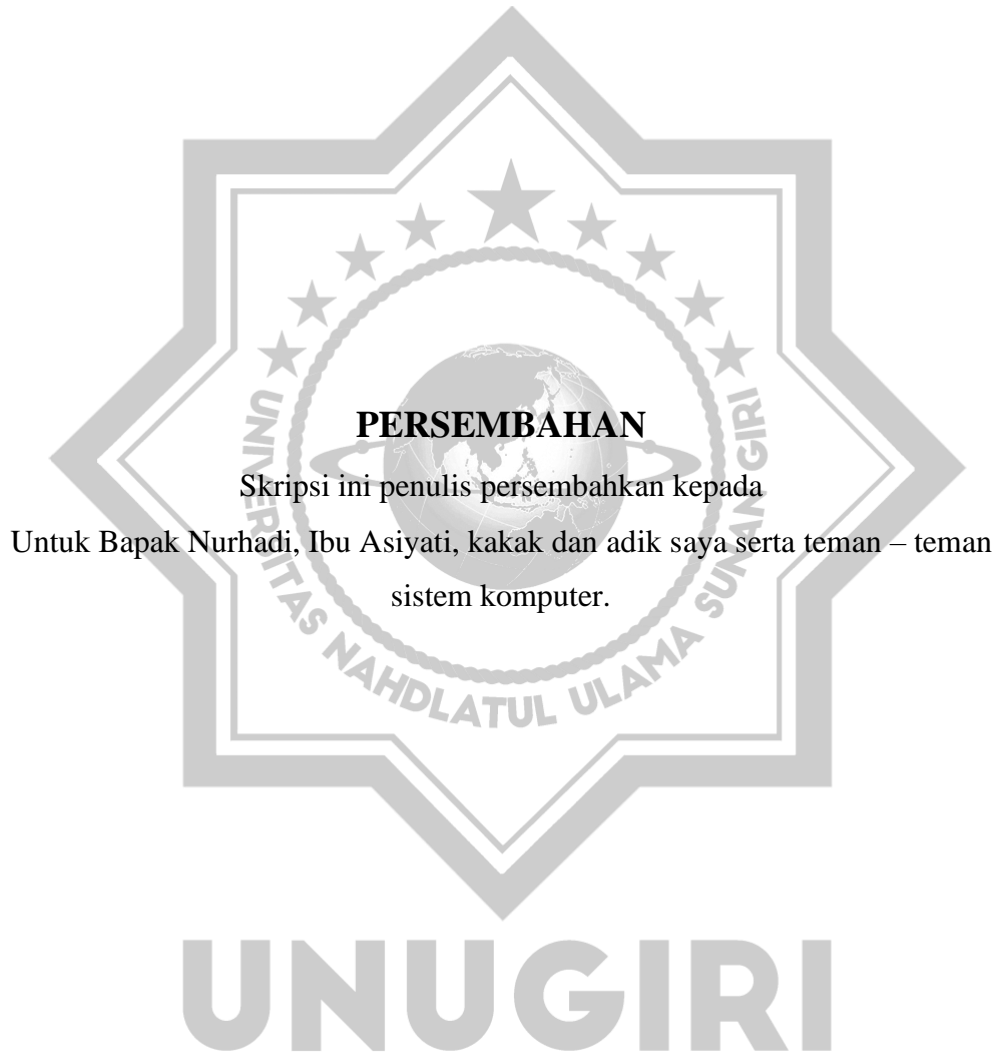 PERSEMBAHAN
Skripsi ini penulis persembahkan kepada
Untuk Bapak Nurhadi, Ibu Asiyati, kakak dan adik saya serta teman – teman
sistem komputer.
UNIVERSITAS NAHDLATUL ULAMA SUNAN GIRI
UNUGIRI